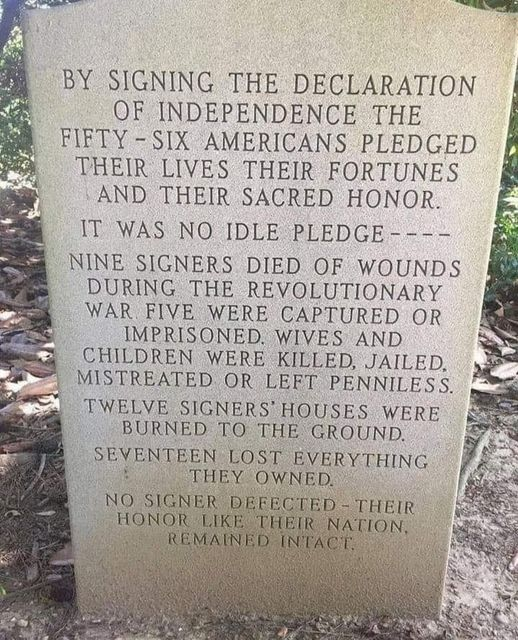 BY SIGNING THE DECLARATION
OF INDEPENDENCE THE
FIFTY-SIX AMERICANS PLEDGED
THEIR LIVES THEIR FORTUNES
AND THEIR SACRED HONOR.
IT WAS NO IDLE PLEDGE----
NINE SIGNERS DIED OF WOUNDS
DURING THE REVOLUTIONARY
WAR FIVE WERE CAPTURED OR
IMPRISONED. WIVES AND
CHILDREN WERE KILLED, JAILED,
MISTREATED OR LEFT PENNILESS.
TWELVE SIGNERS' HOUSES WERE
BURNED TO THE GROUND.
SEVENTEEN LOST EVERYTHING
THEY OWNED.
NO SIGNER DEFECTED-THEIR
HONOR LIKE THEIR NATION,
REMAINED INTACT.